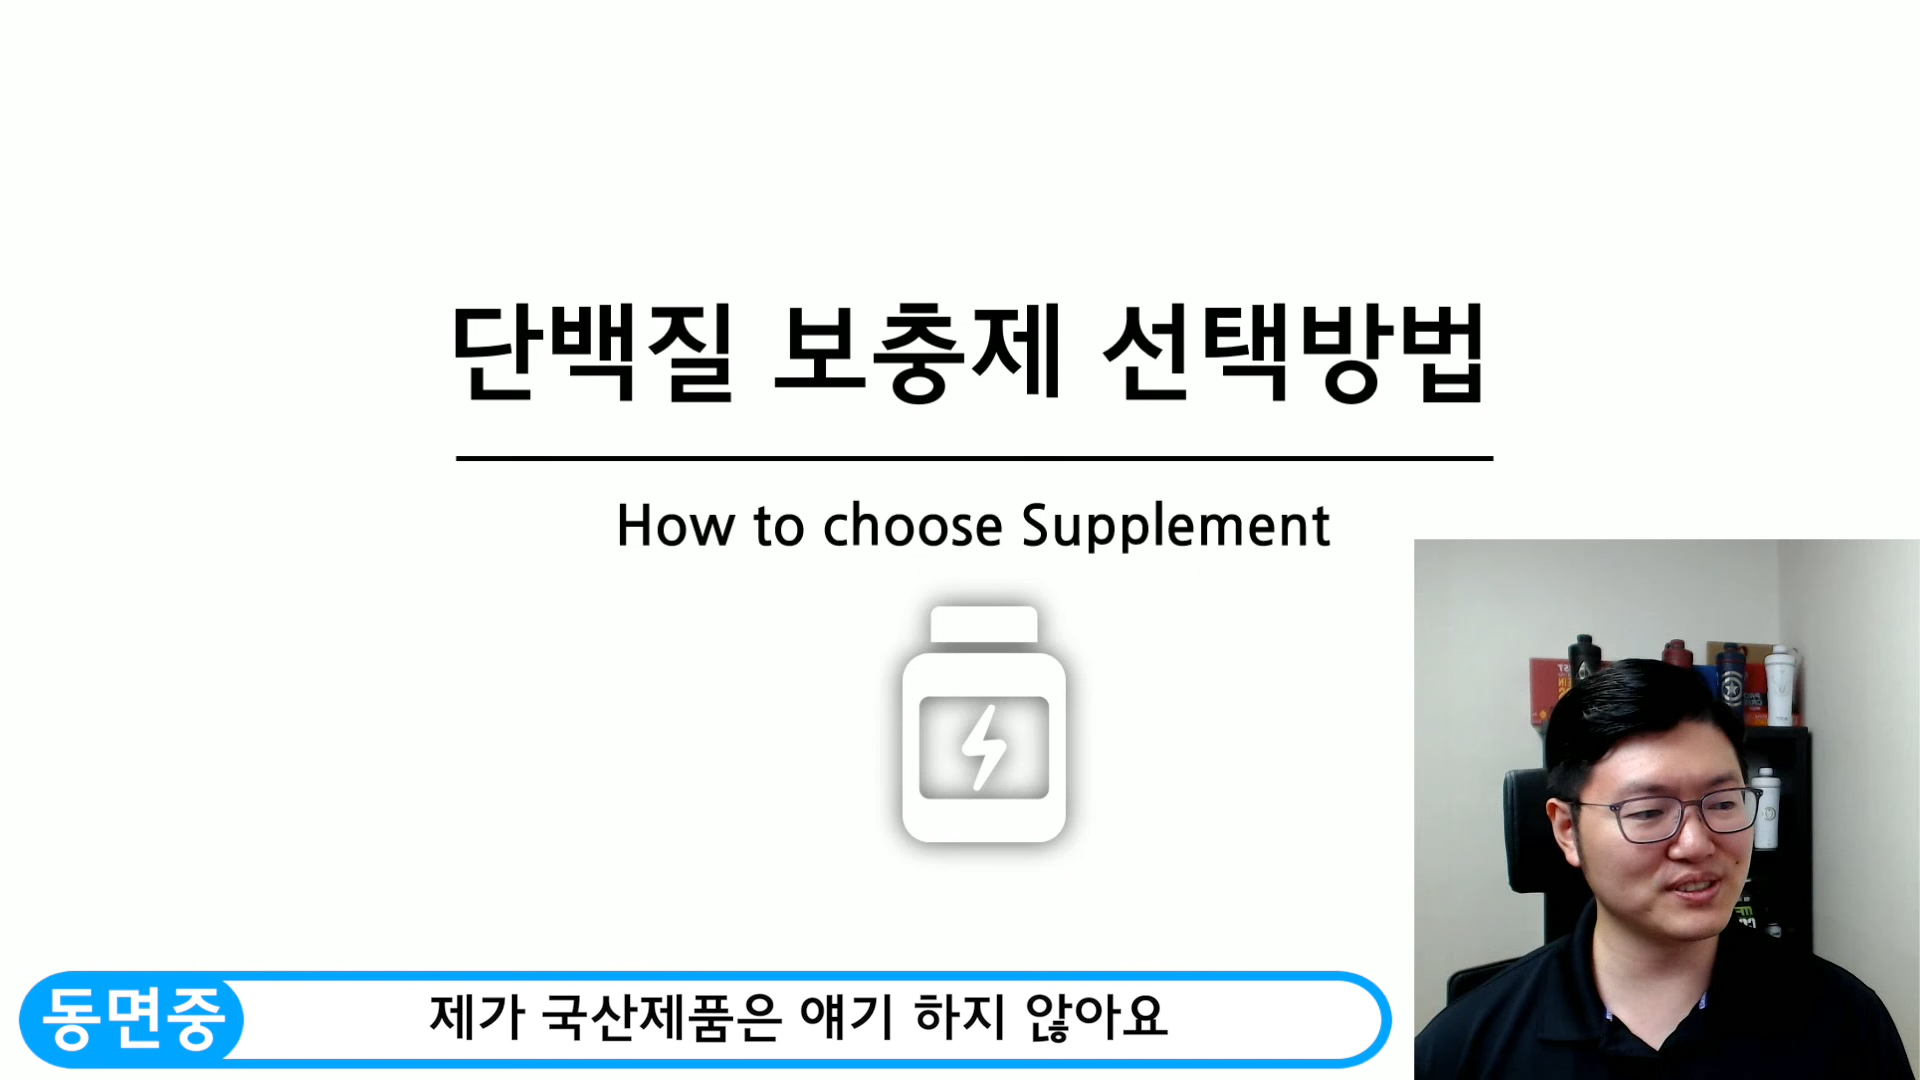 단백질 보충제 선택방법
How to choose Supplement
동면중
제가 국산제품은 얘기 하지 않아요